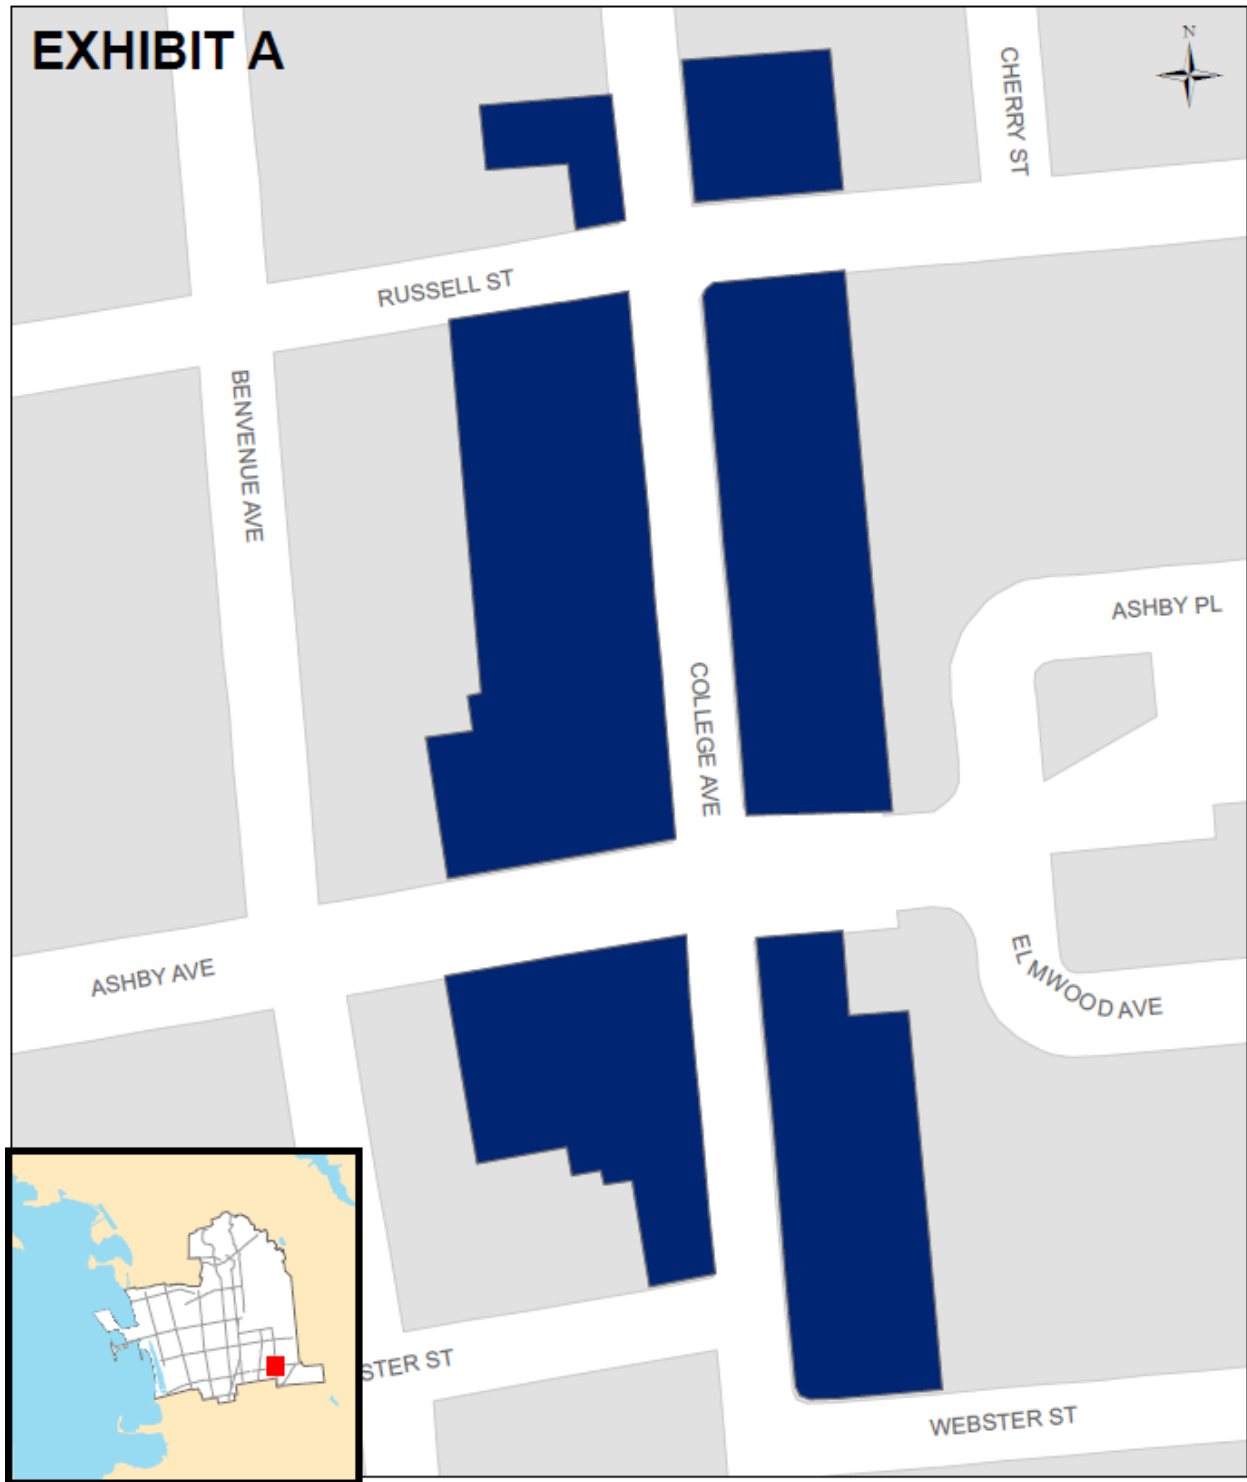 EXHIBIT A
N
CHERRY ST
RUSSELL ST
BENVENUE AVE
ASHBY PL
COLLEGE AVE
ASHBY AVE
ELMWOOD AVE
STER ST
WEBSTER ST